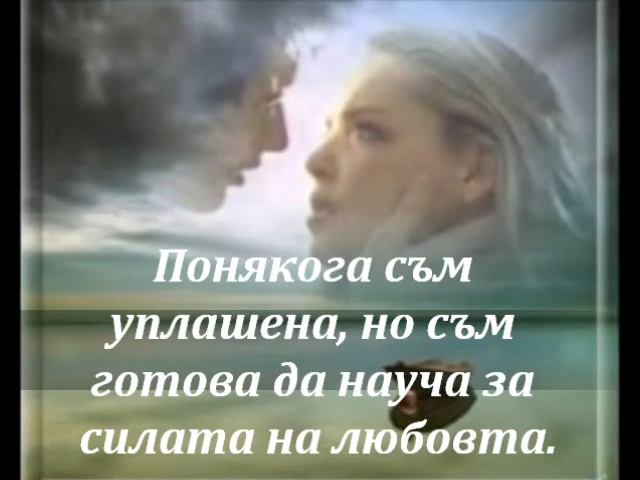 Понякога съм
уплашена, но съм
готова да науча за
силата на любовта.